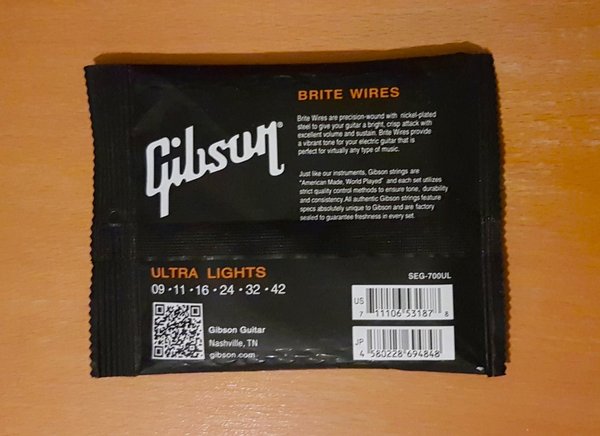 Gibson®
BRITE WIRES
Brite Wires are precision-wound with nickel-plated
steel to give your guitar a bright, crisp attack with
excellent volume and sustain. Brite Wires provide
a vibrant tone for your electric guitar that is
perfect for virtually any type of music.
Just like our instruments, Gibson strings are
"American Made, World Played" and each set utilizes
strict quality control methods to ensure tone, durability
and consistency.All authentic Gibson strings feature
specs absolutely unique to Gibson and are factory
sealed to guarantee freshness in every set.
ULTRA LIGHTS
09 • 11 • 16 • 24 • 32 • 42
Gibson Guitar
Nashville, TN
gibson.com
SEG-700UL
US
7 11106 53187 8
JP
4 580228 694848